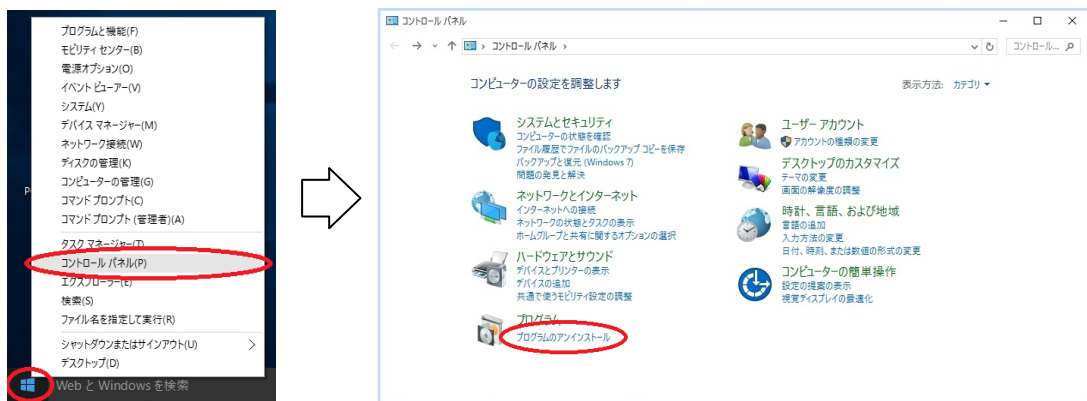 プログラムと機能(F)
モビリティ センター(B)
電源オプション(O)
イベント ビューアー(V)
システム(Y)
デバイス マネージャー(M)
ネットワーク接続(W)
ディスクの管理(K)
コンピューターの管理(G)
コマンド プロンプト(C)
コマンド プロンプト (管理者)(A)
タスク マネージャー(T)
コントロール パネル(P)
エクスプローラー(E)
検索(S)
ファイル名を指定して実行(R)
シャットダウンまたはサインアウト(U)
デスクトップ(D)
Web と Windows を検索
コントロール パネル
コントロール パネル
コントロール...
コンピューターの設定を調整します
表示方法: カテゴリ
システムとセキュリティ
コンピューターの状態を確認
ファイル履歴でファイルのバックアップ コピーを保存
バックアップと復元 (Windows 7)
問題の発見と解決
ネットワークとインターネット
インターネットへの接続
ネットワークの状態とタスクの表示
ホームグループと共有に関するオプションの選択
ハードウェアとサウンド
デバイスとプリンターの表示
デバイスの追加
共通で使うモビリティ設定の調整
プログラム
プログラムのアンインストール
ユーザー アカウント
アカウントの種類の変更
デスクトップのカスタマイズ
テーマの変更
画面の解像度の調整
時計、言語、および地域
言語の追加
入力方法の変更
日付、時刻、または数値の形式の変更
コンピューターの簡単操作
設定の提案の表示
視覚ディスプレイの最適化